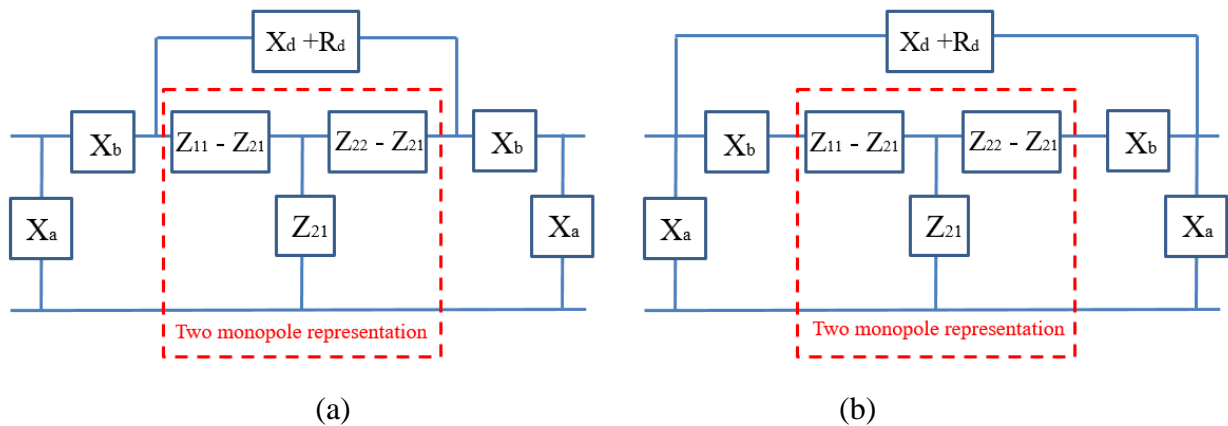 Xd +Rd
Xb
Z11 - Z21
Z22 - Z21
Xb
Xa
Z21
Xa
Two monopole representation
(a)
Xd +Rd
Xb
Z11 - Z21
Z22 - Z21
Xb
Xa
Z21
Xa
Two monopole representation
(b)